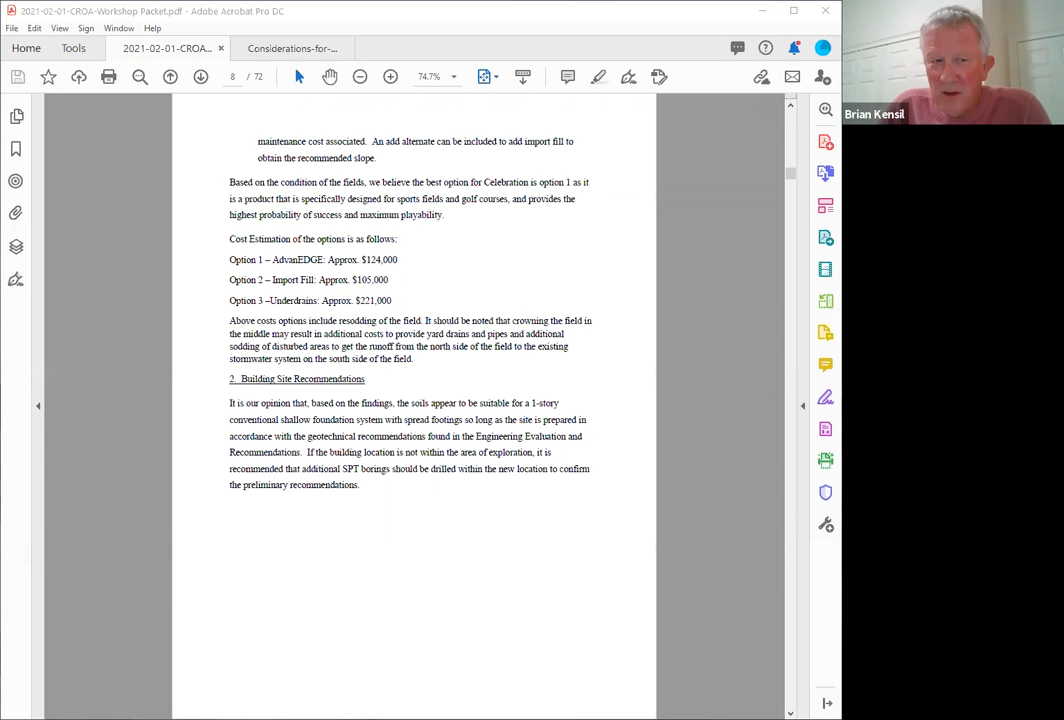 2021-02-01-CROA-Workshop Packet.pdf - Adobe Acrobat Pro DC
File Edit View Sign Window Help
Home Tools 2021-02-01-CROA... × Considerations-for-...
8 / 72 74.7%
Brian Kensil
maintenance cost associated. An add alternate can be included to add import fill to
obtain the recommended slope.
Based on the condition of the fields, we believe the best option for Celebration is option 1 as it
is a product that is specifically designed for sports fields and golf courses, and provides the
highest probability of success and maximum playability.
Cost Estimation of the options is as follows:
Option 1 – AdvanEDGE: Approx. $124,000
Option 2 – Import Fill: Approx. $105,000
Option 3 –Underdrains: Approx. $221,000
Above costs options include resodding of the field. It should be noted that crowning the field in
the middle may result in additional costs to provide yard drains and pipes and additional
sodding of disturbed areas to get the runoff from the north side of the field to the existing
stormwater system on the south side of the field.
2. Building Site Recommendations
It is our opinion that, based on the findings, the soils appear to be suitable for a 1-story
conventional shallow foundation system with spread footings so long as the site is prepared in
accordance with the geotechnical recommendations found in the Engineering Evaluation and
Recommendations. If the building location is not within the area of exploration, it is
recommended that additional SPT borings should be drilled within the new location to confirm
the preliminary recommendations.